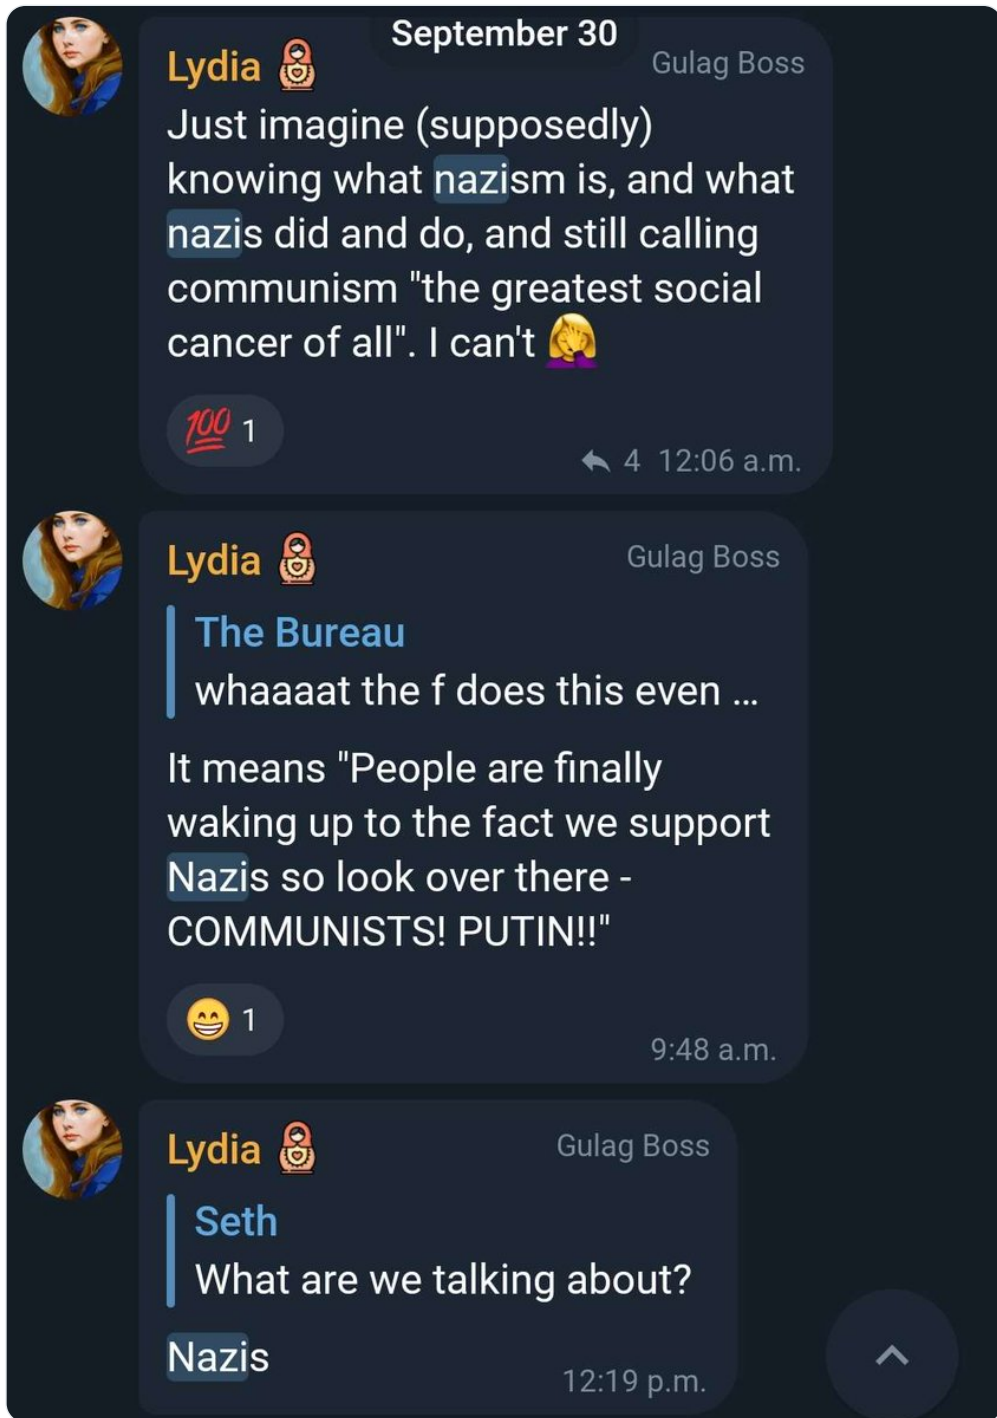 September 30
Lydia 🪆 Gulag Boss
Just imagine (supposedly)
knowing what nazism is, and what
nazis did and do, and still calling
communism "the greatest social
cancer of all". I can't 🤦‍♀️
💯 1
4 12:06 a.m.
Lydia 🪆 Gulag Boss
The Bureau
whaaaat the f does this even ...
It means "People are finally
waking up to the fact we support
Nazis so look over there -
COMMUNISTS! PUTIN!!"
😁 1
9:48 a.m.
Lydia 🪆 Gulag Boss
Seth
What are we talking about?
Nazis
12:19 p.m.